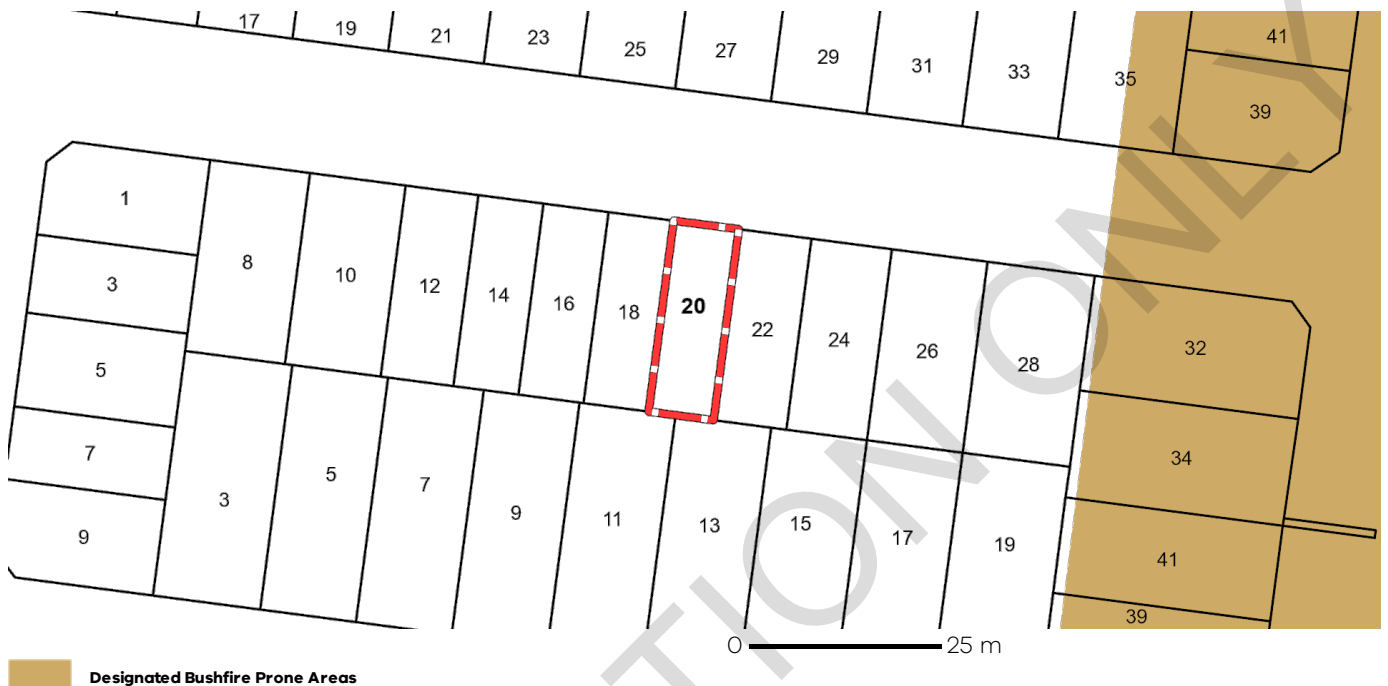 17 19 21 23 25 27 29 31 33 35 41
39
1
3
5
7
9
8 10 12 14 16 18 20 22 24 26 28 32
34
3 5 7 9 11 13 15 17 19 41
39
TION ONLY
0 25 m
Designated Bushfire Prone Areas